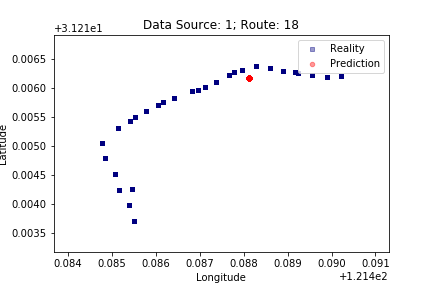 Data Source: 1; Route: 18
+3.121e1
Reality
Prediction
0.0065
0.0060
0.0055
0.0050
0.0045
0.0040
0.0035
Latitude
0.084 0.085 0.086 0.087 0.088 0.089 0.090 0.091
Longitude
+1.214e2